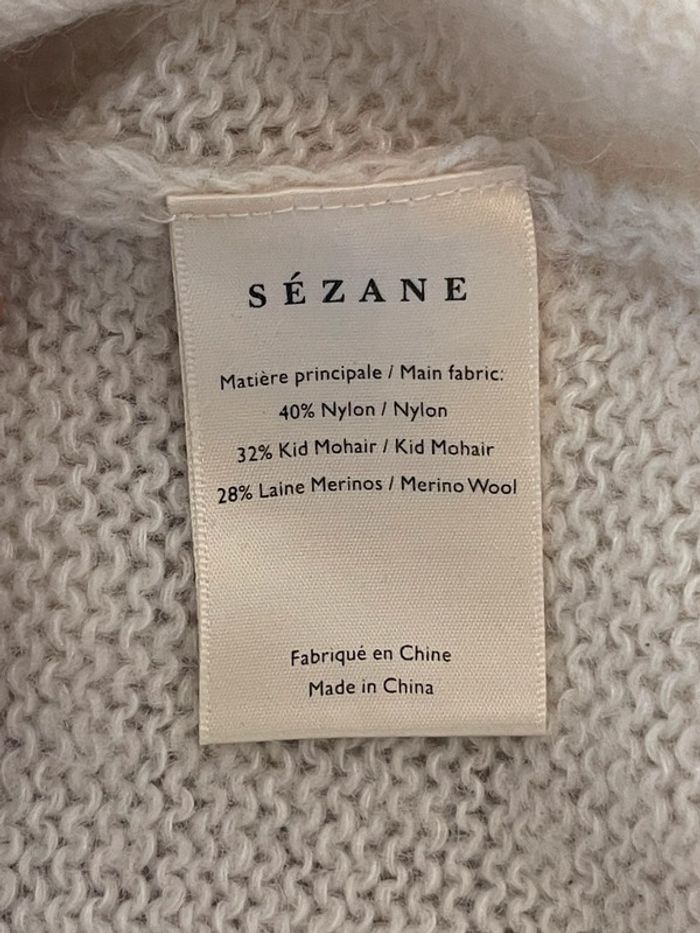 SÉZANE
Matière principale / Main fabric:
40% Nylon / Nylon
32% Kid Mohair / Kid Mohair
28% Laine Merinos / Merino Wool
Fabriqué en Chine
Made in China